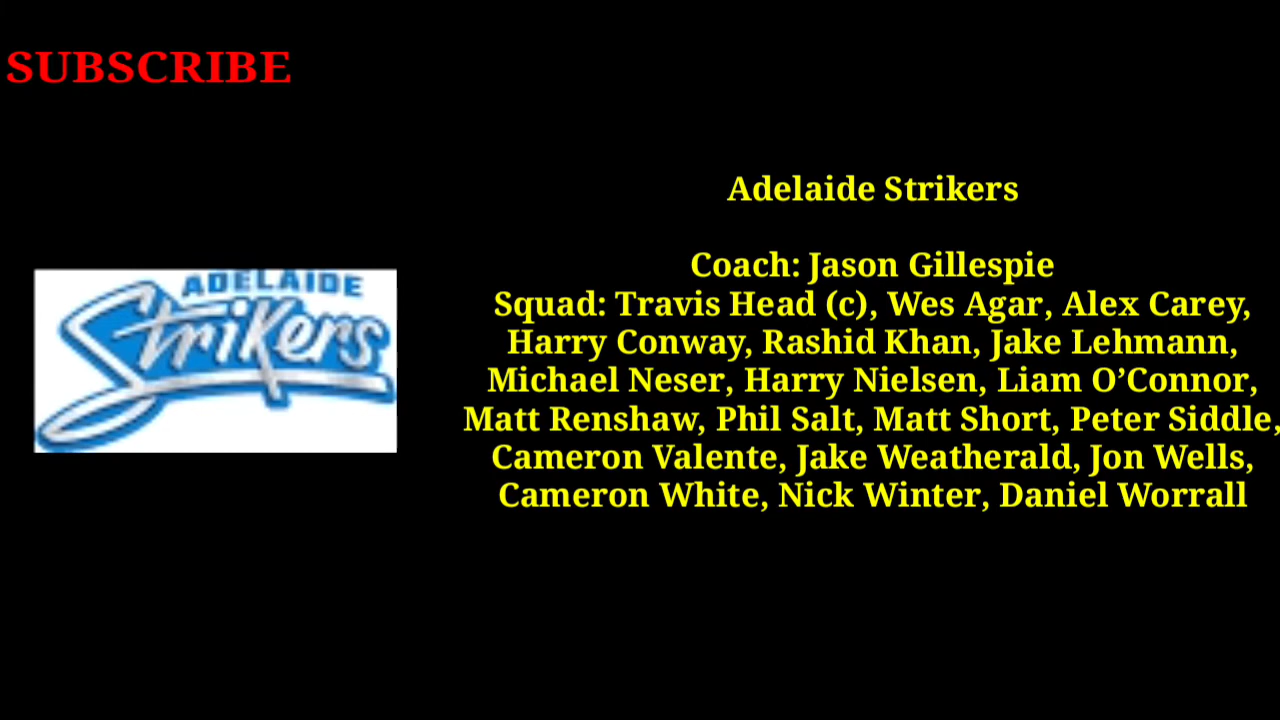 SUBSCRIBE
Adelaide Strikers
Coach: Jason Gillespie
Squad: Travis Head (c), Wes Agar, Alex Carey,
Harry Conway, Rashid Khan, Jake Lehmann,
Michael Neser, Harry Nielsen, Liam O’Connor,
Matt Renshaw, Phil Salt, Matt Short, Peter Siddle,
Cameron Valente, Jake Weatherald, Jon Wells,
Cameron White, Nick Winter, Daniel Worrall
ADELAIDE
Strikers